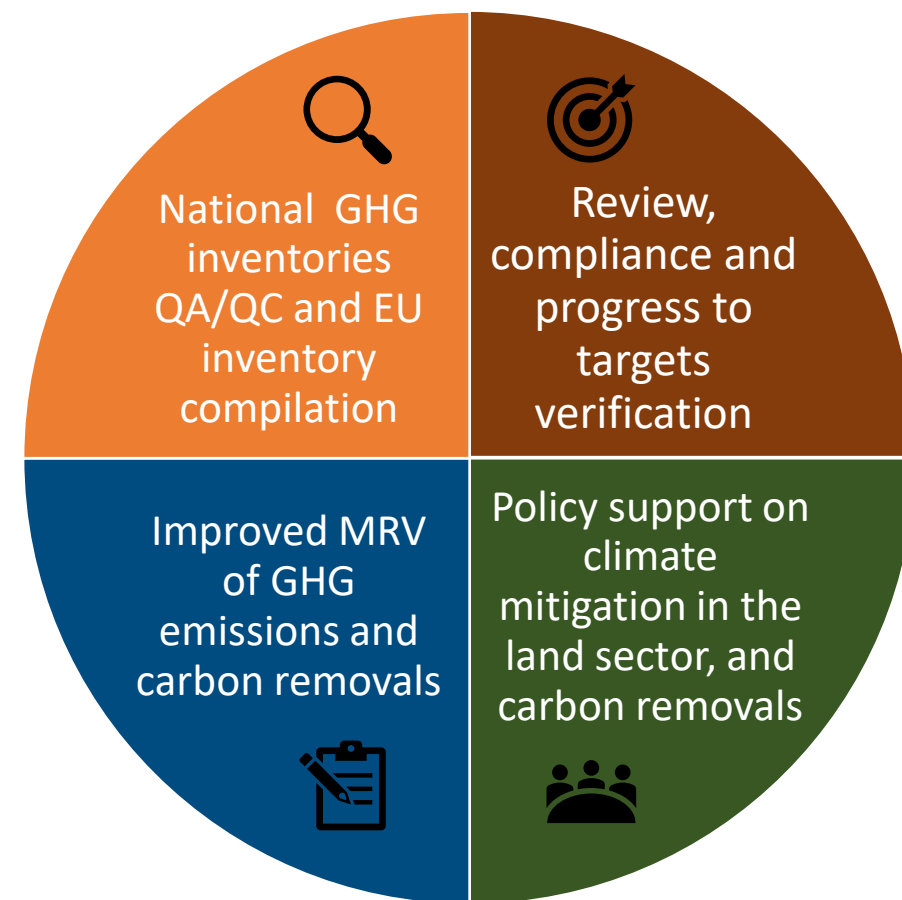 National  GHG
inventories
QA/QC and EU
inventory
compilation
Review,
compliance and
progress to
targets
verification
Improved MRV
of GHG
emissions and
carbon removals
Policy support on
climate
mitigation in the
land sector, and
carbon removals